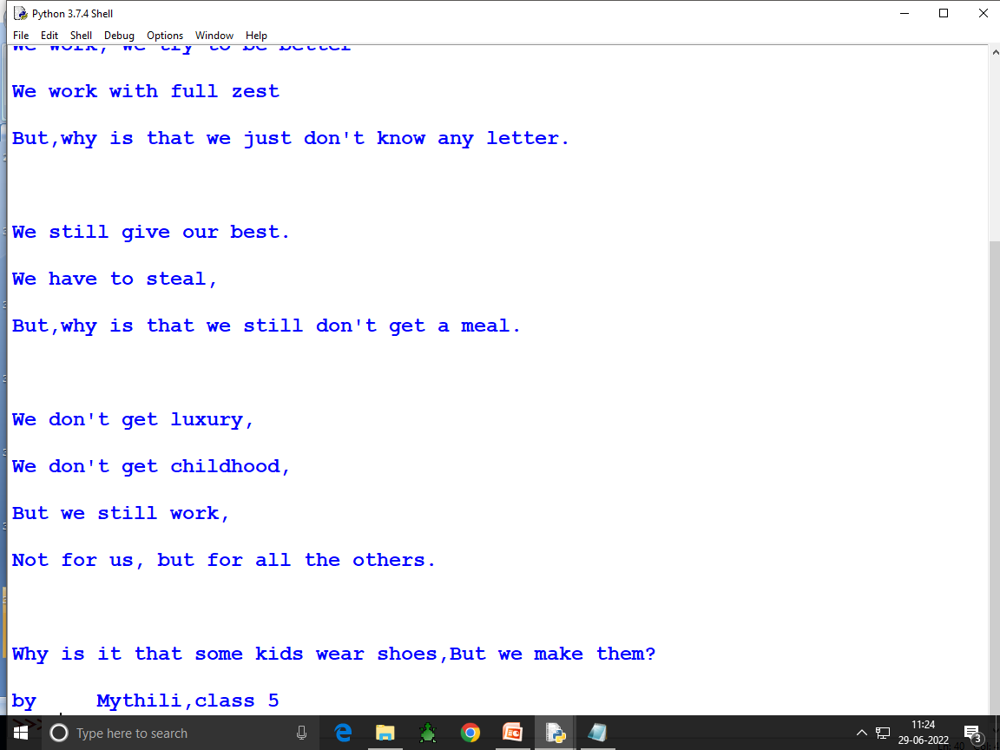 Python 3.7.4 Shell
File Edit Shell Debug Options Window Help
We work, we try to be better
We work with full zest
But,why is that we just don't know any letter.
We still give our best.
We have to steal,
But,why is that we still don't get a meal.
We don't get luxury,
We don't get childhood,
But we still work,
Not for us, but for all the others.
Why is it that some kids wear shoes,But we make them?
by     Mythili,class 5
>>>
Type here to search
11:24
29-06-2022
3